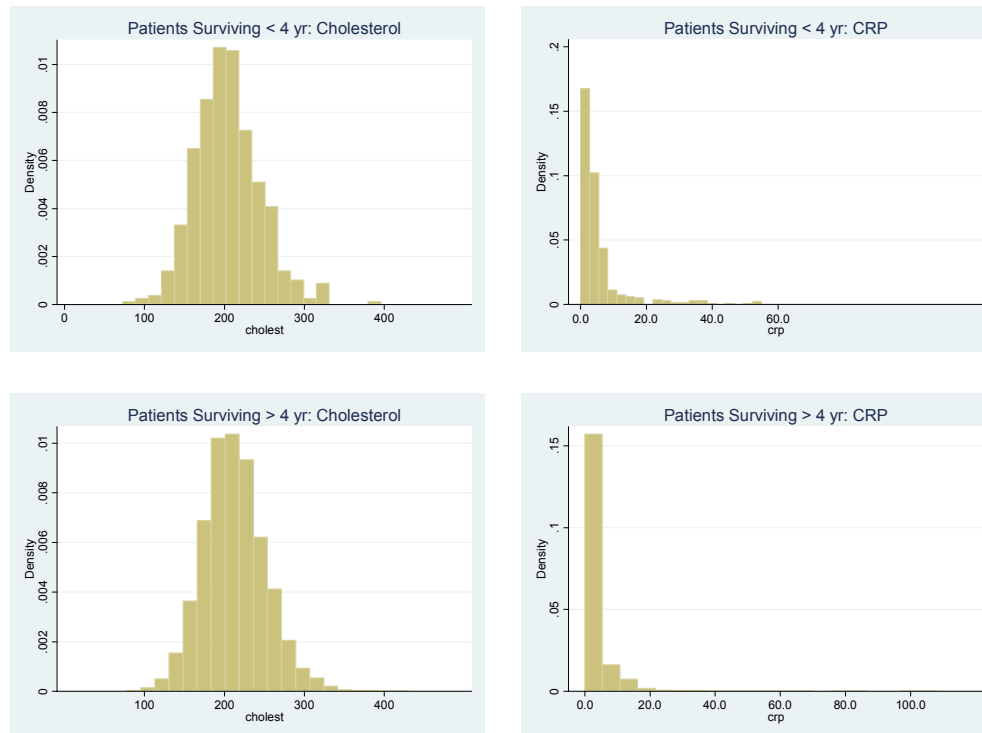 Patients Surviving < 4 yr: Cholesterol
Density
0 .002 .004 .006 .008 .01
0 100 200 300 400
cholest
Patients Surviving < 4 yr: CRP
Density
0 .05 .1 .15 .2
0.0 20.0 40.0 60.0
crp
Patients Surviving > 4 yr: Cholesterol
Density
0 .002 .004 .006 .008 .01
100 200 300 400
cholest
Patients Surviving > 4 yr: CRP
Density
0 .05 .1 .15
0.0 20.0 40.0 60.0 80.0 100.0
crp